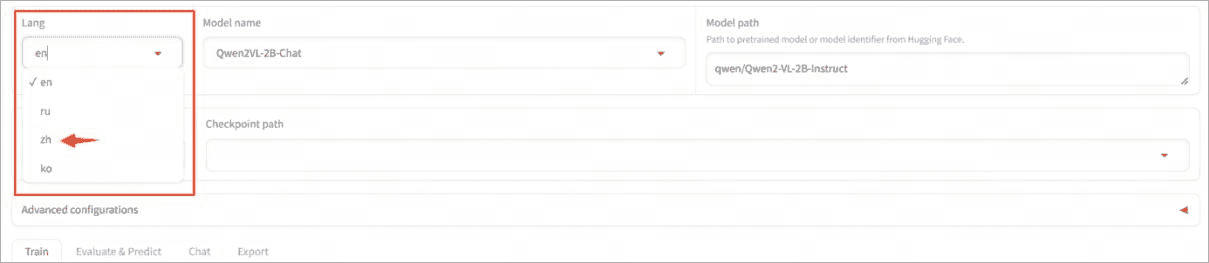 Lang
Model name
Model path
Path to pretrained model or model identifier from Hugging Face.
en
Qwen2VL-2B-Chat
qwen/Qwen2-VL-2B-Instruct
✓ en
ru
zh
ko
Checkpoint path
Advanced configurations
Train
Evaluate & Predict
Chat
Export